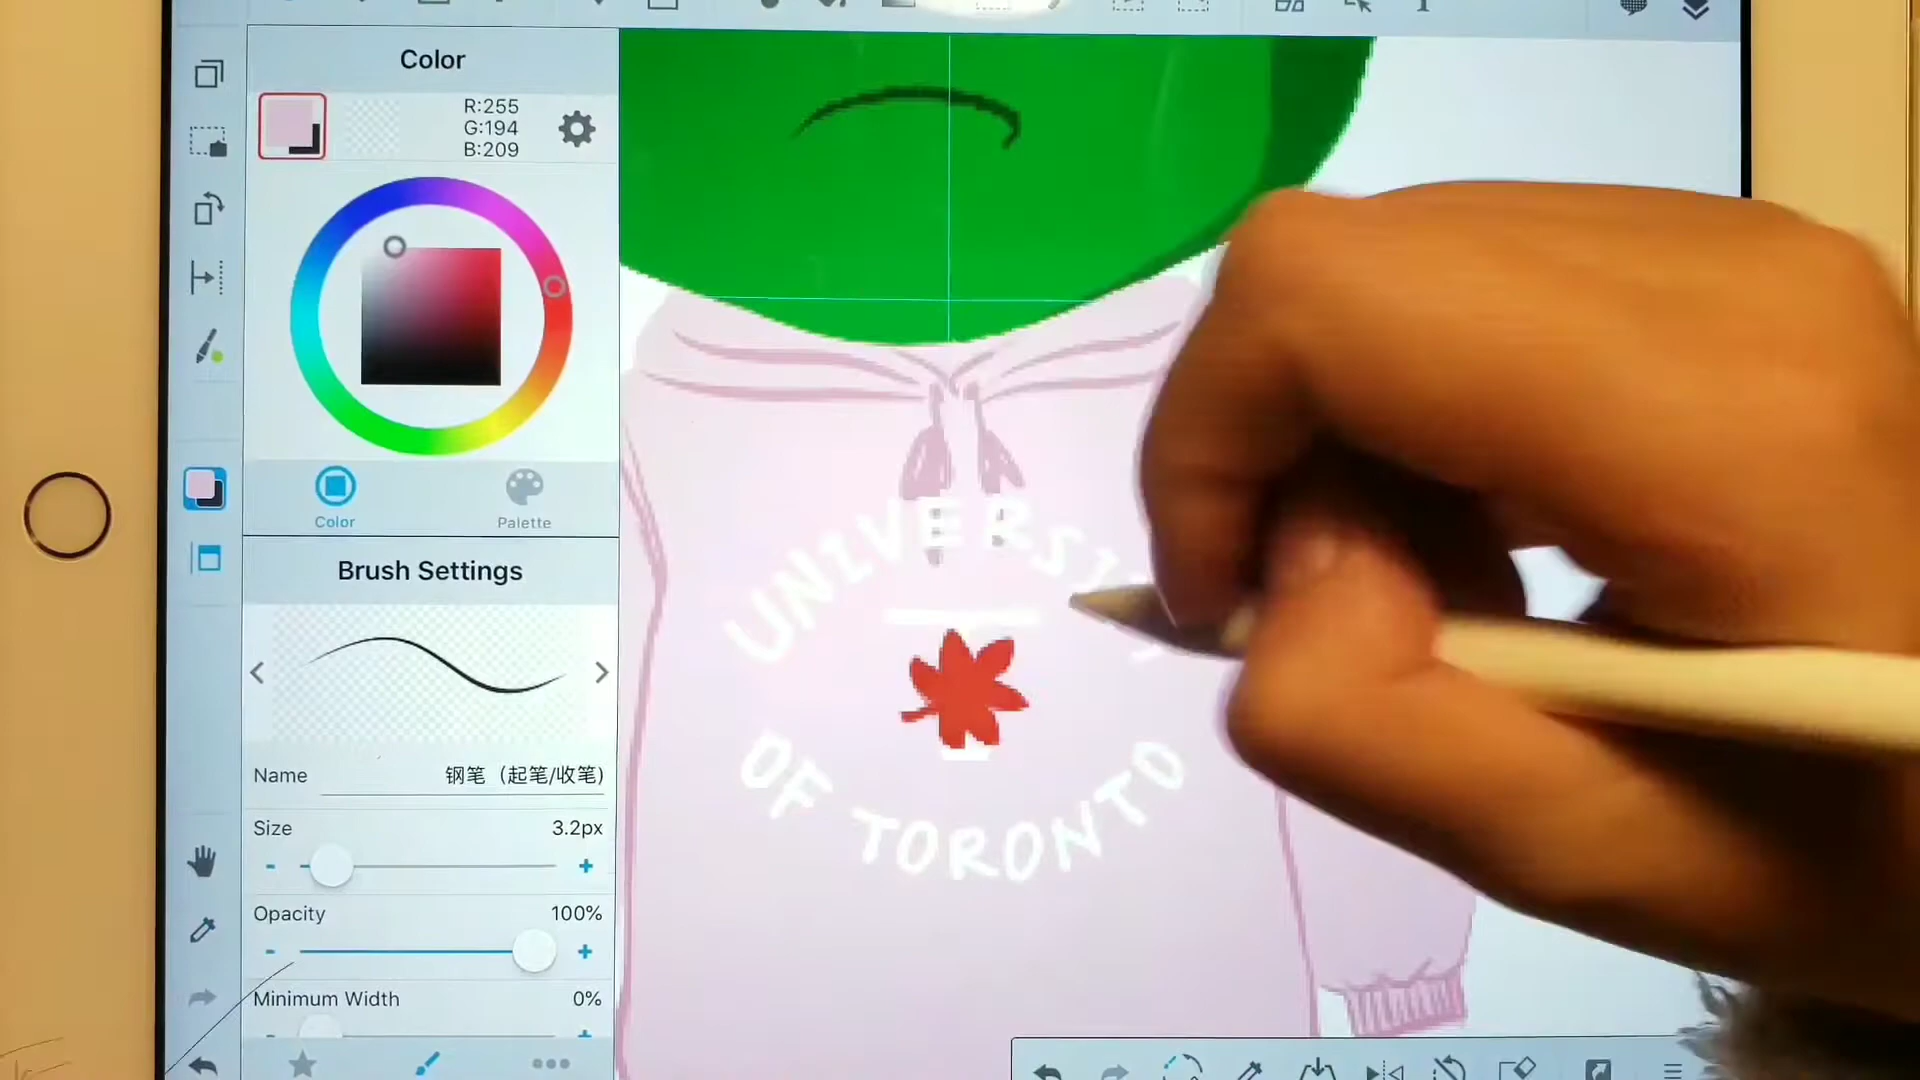 Color
R:255
G:194
B:209
Color
Palette
Brush Settings
Name
钢笔（起笔/收笔)
Size
3.2px
- +
Opacity
100%
- +
Minimum Width
0%
- +
OF TORONTO